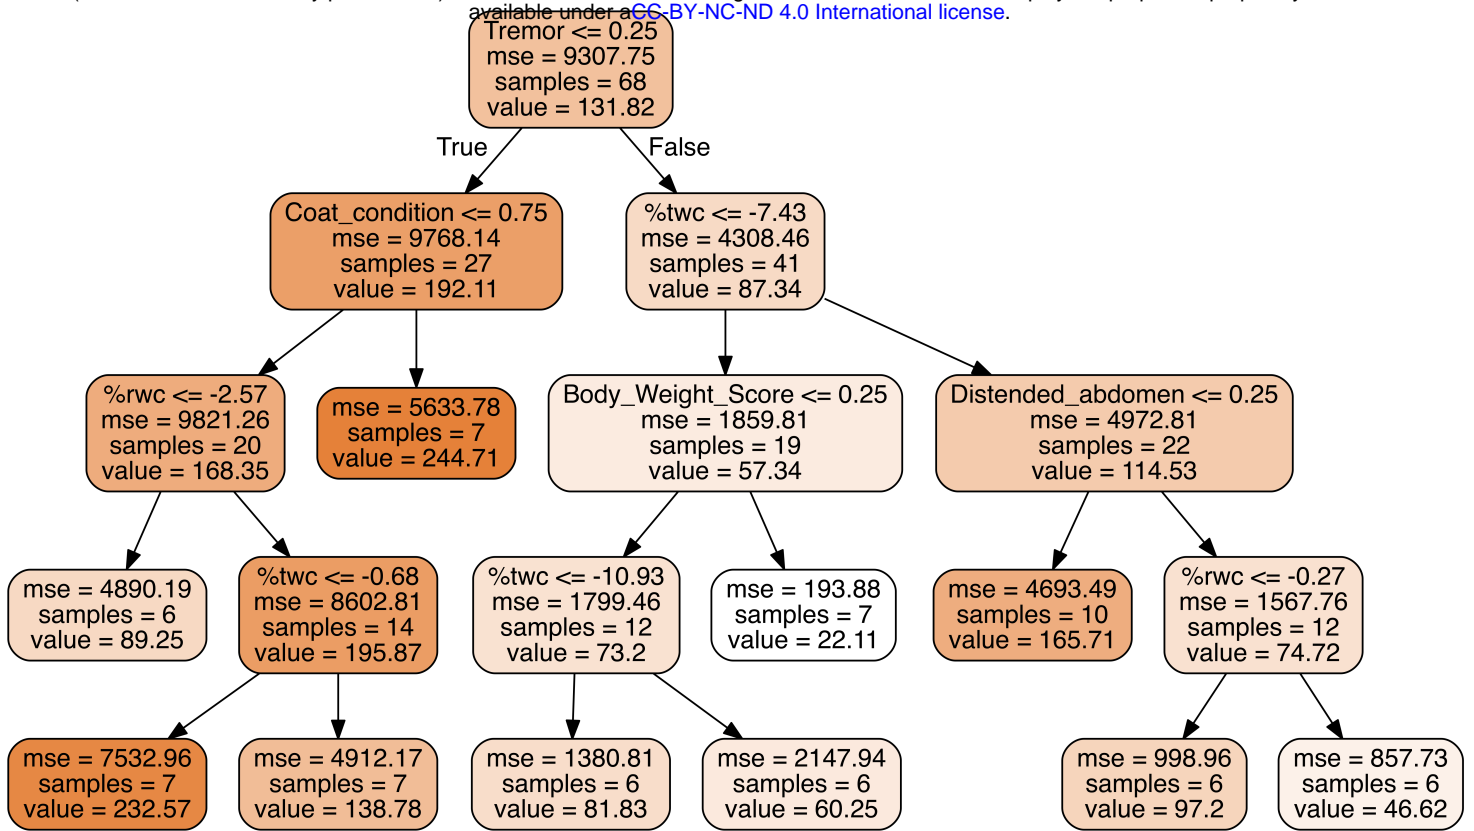 available under aCC-BY-NC-ND 4.0 International license.
Tremor <= 0.25
mse = 9307.75
samples = 68
value = 131.82
True
False
Coat_condition <= 0.75
mse = 9768.14
samples = 27
value = 192.11
%twc <= -7.43
mse = 4308.46
samples = 41
value = 87.34
%rwc <= -2.57
mse = 9821.26
samples = 20
value = 168.35
mse = 5633.78
samples = 7
value = 244.71
Body_Weight_Score <= 0.25
mse = 1859.81
samples = 19
value = 57.34
Distended_abdomen <= 0.25
mse = 4972.81
samples = 22
value = 114.53
mse = 4890.19
samples = 6
value = 89.25
%twc <= -0.68
mse = 8602.81
samples = 14
value = 195.87
%twc <= -10.93
mse = 1799.46
samples = 12
value = 73.2
mse = 193.88
samples = 7
value = 22.11
mse = 4693.49
samples = 10
value = 165.71
%rwc <= -0.27
mse = 1567.76
samples = 12
value = 74.72
mse = 7532.96
samples = 7
value = 232.57
mse = 4912.17
samples = 7
value = 138.78
mse = 1380.81
samples = 6
value = 81.83
mse = 2147.94
samples = 6
value = 60.25
mse = 998.96
samples = 6
value = 97.2
mse = 857.73
samples = 6
value = 46.62